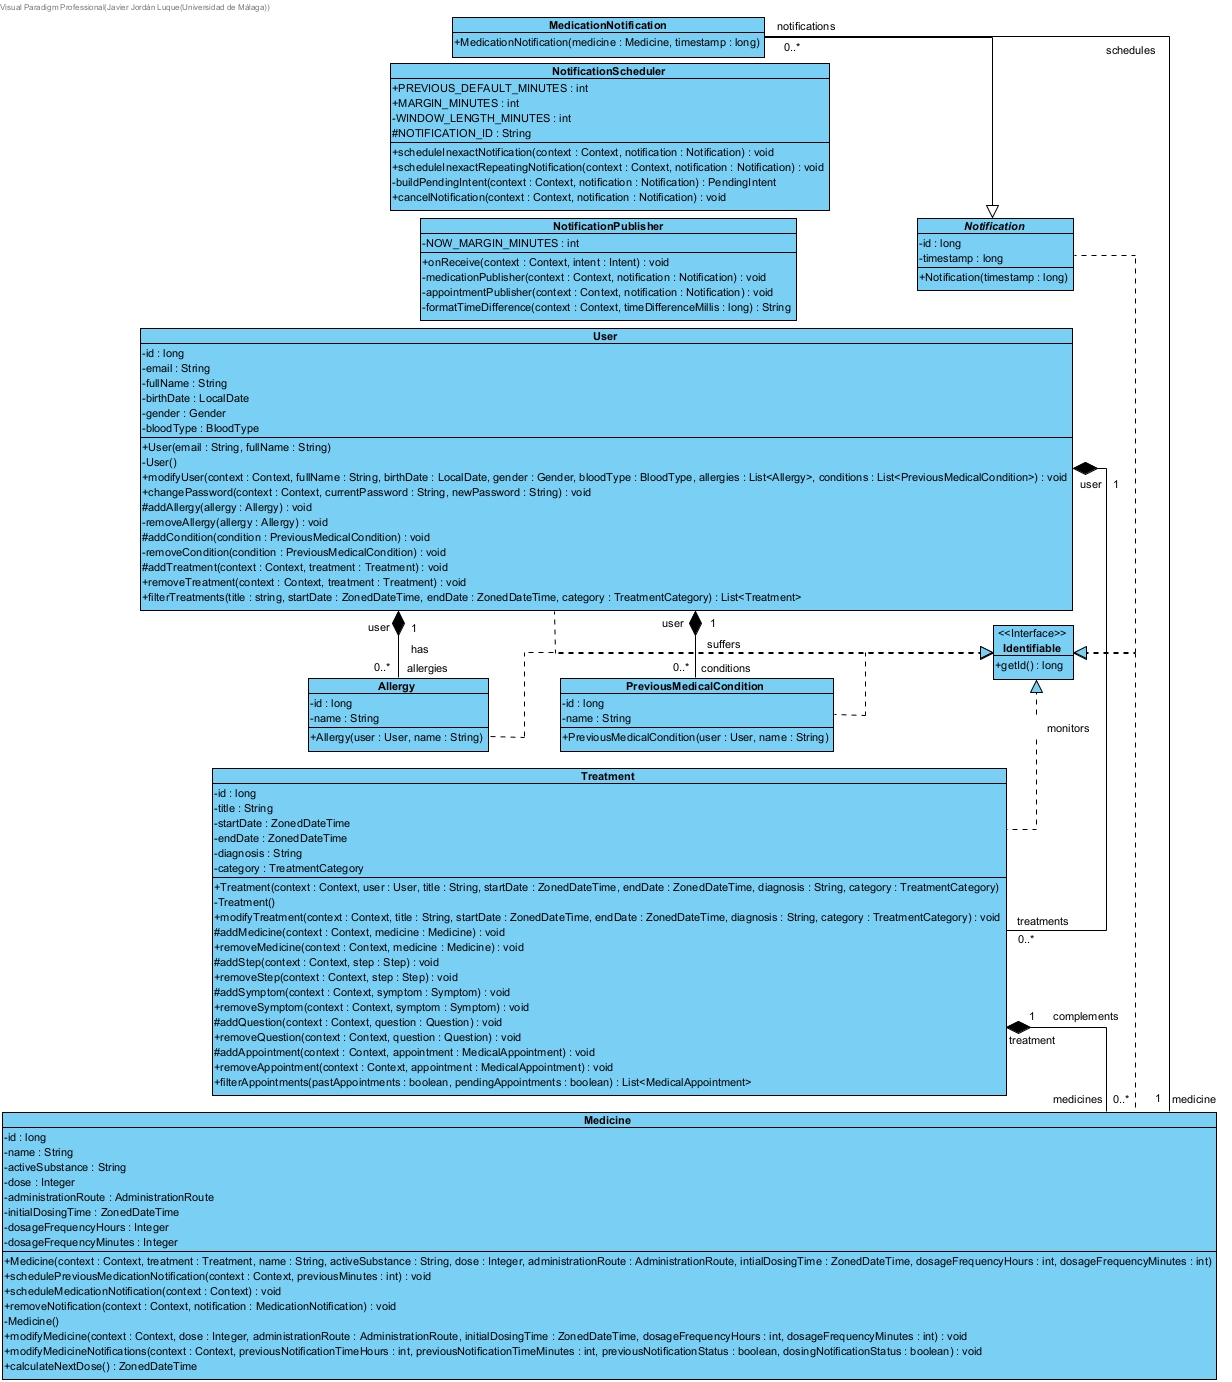 Visual Paradigm Professional(Javier Jordán Luque(Universidad de Málaga))
MedicationNotification
+MedicationNotification(medicine : Medicine, timestamp : long)
notifications
0..*
schedules
NotificationScheduler
+PREVIOUS_DEFAULT_MINUTES : int
+MARGIN_MINUTES : int
-WINDOW_LENGTH_MINUTES : int
#NOTIFICATION_ID : String
+scheduleInexactNotification(context : Context, notification : Notification) : void
+scheduleInexactRepeatingNotification(context : Context, notification : Notification) : void
-buildPendingIntent(context : Context, notification : Notification) : PendingIntent
+cancelNotification(context : Context, notification : Notification) : void
NotificationPublisher
-NOW_MARGIN_MINUTES : int
+onReceive(context : Context, intent : Intent) : void
-medicationPublisher(context : Context, notification : Notification) : void
-appointmentPublisher(context : Context, notification : Notification) : void
-formatTimeDifference(context : Context, timeDifferenceMillis : long) : String
Notification
-id : long
-timestamp : long
+Notification(timestamp : long)
User
-id : long
-email : String
-fullName : String
-birthDate : LocalDate
-gender : Gender
-bloodType : BloodType
+User(email : String, fullName : String)
-User()
+modifyUser(context : Context, fullName : String, birthDate : LocalDate, gender : Gender, bloodType : BloodType, allergies : List<Allergy>, conditions : List<PreviousMedicalCondition>) : void
+changePassword(context : Context, currentPassword : String, newPassword : String) : void
#addAllergy(allergy : Allergy) : void
-removeAllergy(allergy : Allergy) : void
#addCondition(condition : PreviousMedicalCondition) : void
-removeCondition(condition : PreviousMedicalCondition) : void
#addTreatment(context : Context, treatment : Treatment) : void
+removeTreatment(context : Context, treatment : Treatment) : void
+filterTreatments(title : string, startDate : ZonedDateTime, endDate : ZonedDateTime, category : TreatmentCategory) : List<Treatment>
user 1
user 1
has
0..* allergies
user 1
suffers
0..* conditions
<<Interface>>
Identifiable
+getId() : long
Allergy
-id : long
-name : String
+Allergy(user : User, name : String)
PreviousMedicalCondition
-id : long
-name : String
+PreviousMedicalCondition(user : User, name : String)
monitors
Treatment
-id : long
-title : String
-startDate : ZonedDateTime
-endDate : ZonedDateTime
-diagnosis : String
-category : TreatmentCategory
+Treatment(context : Context, user : User, title : String, startDate : ZonedDateTime, endDate : ZonedDateTime, diagnosis : String, category : TreatmentCategory)
-Treatment()
+modifyTreatment(context : Context, title : String, startDate : ZonedDateTime, endDate : ZonedDateTime, diagnosis : String, category : TreatmentCategory) : void
#addMedicine(context : Context, medicine : Medicine) : void
+removeMedicine(context : Context, medicine : Medicine) : void
#addStep(context : Context, step : Step) : void
+removeStep(context : Context, step : Step) : void
#addSymptom(context : Context, symptom : Symptom) : void
+removeSymptom(context : Context, symptom : Symptom) : void
#addQuestion(context : Context, question : Question) : void
+removeQuestion(context : Context, question : Question) : void
#addAppointment(context : Context, appointment : MedicalAppointment) : void
+removeAppointment(context : Context, appointment : MedicalAppointment) : void
+filterAppointments(pastAppointments : boolean, pendingAppointments : boolean) : List<MedicalAppointment>
treatments
0..*
1 complements
treatment
medicines 0..*
1 medicine
Medicine
-id : long
-name : String
-activeSubstance : String
-dose : Integer
-administrationRoute : AdministrationRoute
-initialDosingTime : ZonedDateTime
-dosageFrequencyHours : Integer
-dosageFrequencyMinutes : Integer
+Medicine(context : Context, treatment : Treatment, name : String, activeSubstance : String, dose : Integer, administrationRoute : AdministrationRoute, intialDosingTime : ZonedDateTime, dosageFrequencyHours : int, dosageFrequencyMinutes : int)
+schedulePreviousMedicationNotification(context : Context, previousMinutes : int) : void
+scheduleMedicationNotification(context : Context) : void
+removeNotification(context : Context, notification : MedicationNotification) : void
-Medicine()
+modifyMedicine(context : Context, dose : Integer, administrationRoute : AdministrationRoute, initialDosingTime : ZonedDateTime, dosageFrequencyHours : int, dosageFrequencyMinutes : int) : void
+modifyMedicineNotifications(context : Context, previousNotificationTimeHours : int, previousNotificationTimeMinutes : int, previousNotificationStatus : boolean, dosingNotificationStatus : boolean) : void
+calculateNextDose() : ZonedDateTime